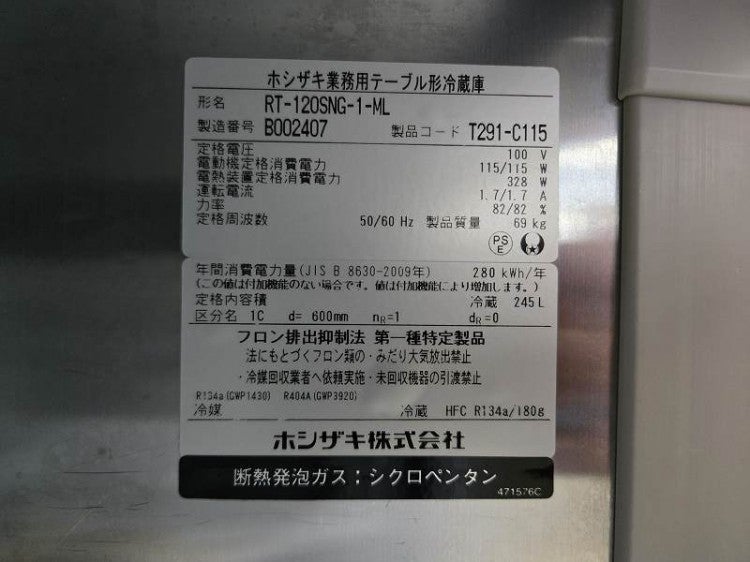 ホシザキ業務用テーブル形冷蔵庫
形名 RT-120SNG-1-ML
製造番号 B002407 製品コード T291-C115
定格電圧 100 V
電動機定格消費電力 115/115 W
電熱装置定格消費電力 328 W
運転電流 1.7/1.7 A
力率 82/82 %
定格周波数 50/60 Hz 製品質量 69 kg
PS E
年間消費電力量(JIS B 8630-2009年) 280 kWh/年
(この値は付加機能のない場合です。値は付加機能により増加します。)
定格内容積 冷蔵 245 L
区分名 1C d= 600mm nR=1 dR=0
フロン排出抑制法 第一種特定製品
法にもとづくフロン類の・みだり大気放出禁止
・冷媒回収業者へ依頼実施・未回収機器の引渡禁止
R134a(GWP1430) R404A(GWP3920)
冷媒 冷蔵 HFC R134a/180g
ホシザキ株式会社
断熱発泡ガス:シクロペンタン
471576C